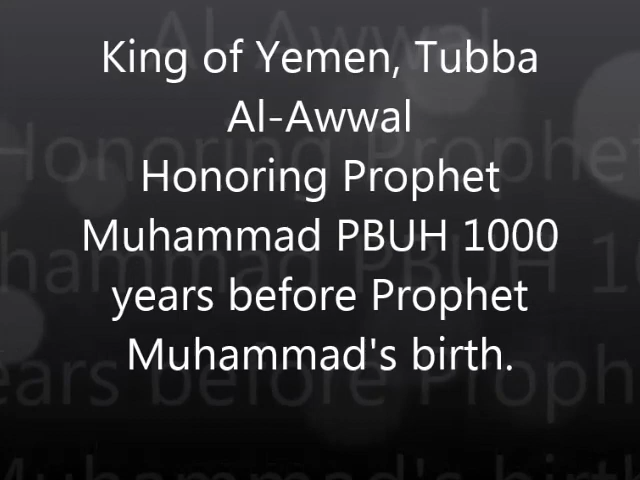 King of Yemen, Tubba
Al-Awwal
Honoring Prophet
Muhammad PBUH 1000
years before Prophet
Muhammad's birth.